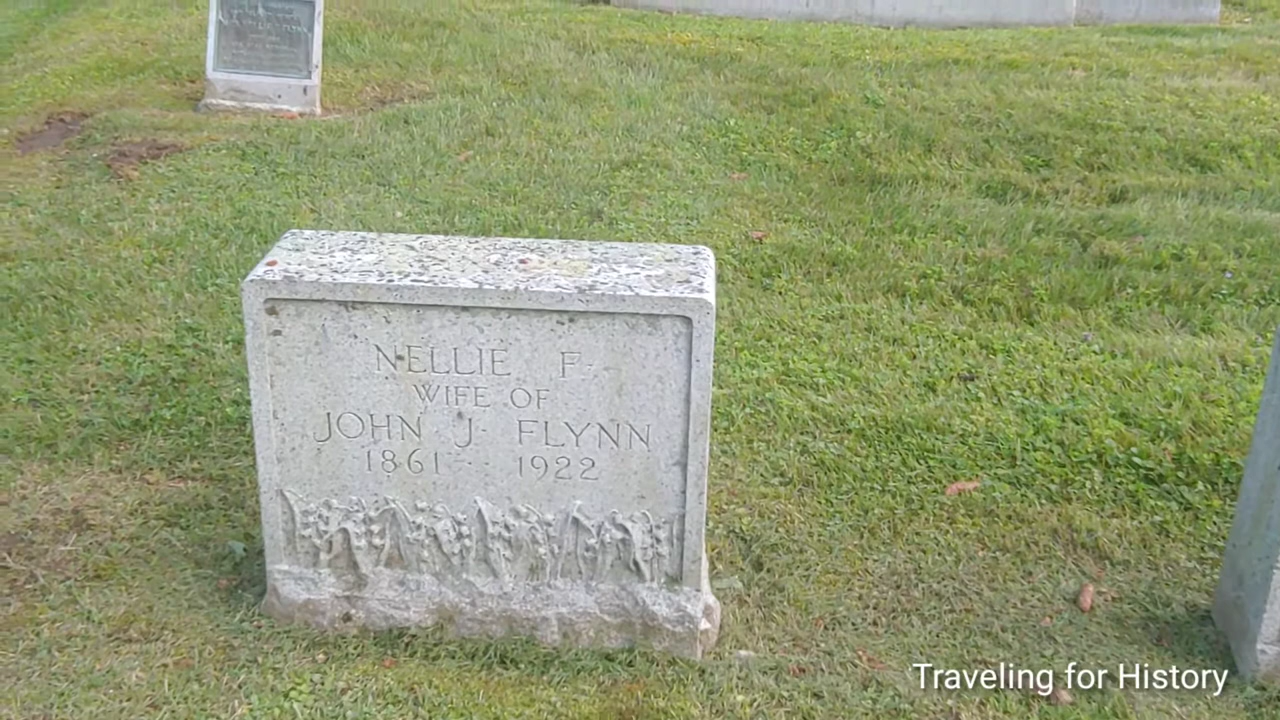 NELLIE F.
WIFE OF
JOHN J. FLYNN
1861 - 1922
Traveling for History